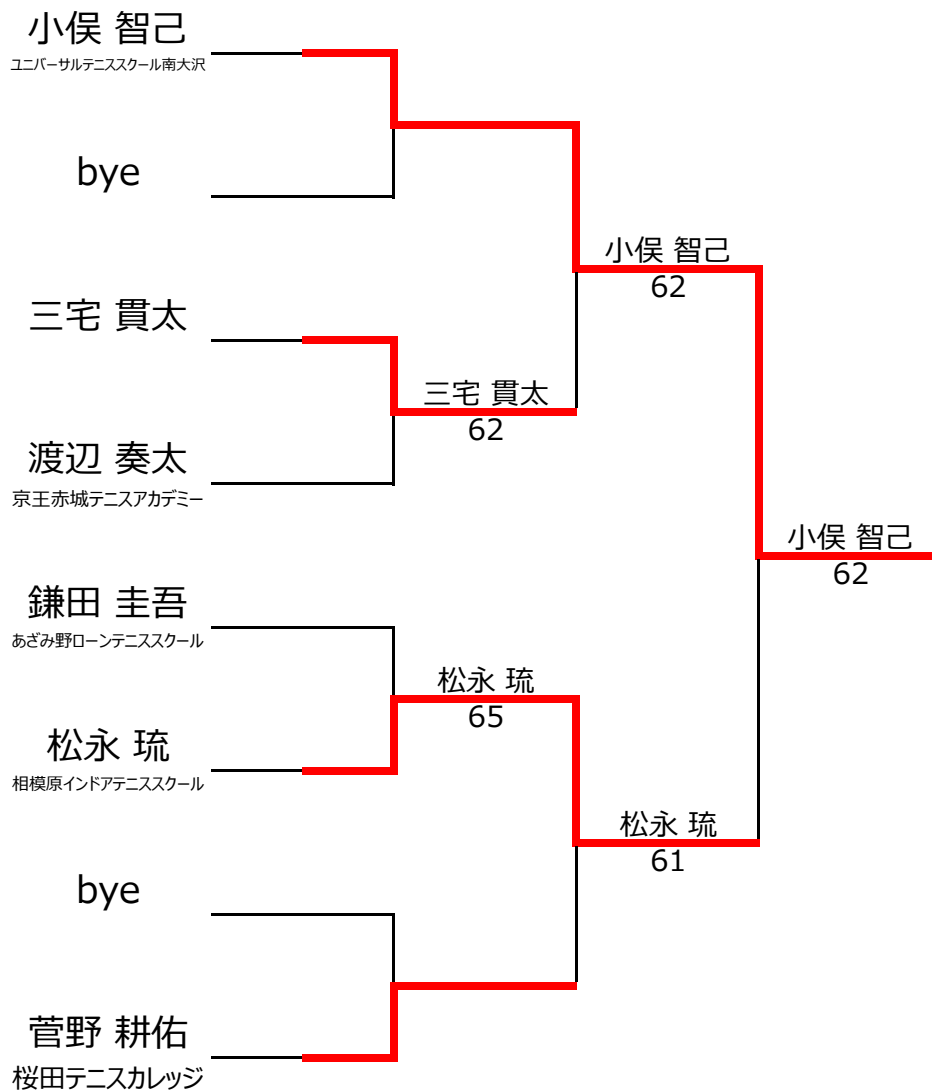 小俣 智己
ユニバーサルテニススクール南大沢
bye
三宅 貫太
渡辺 奏太
京王赤城テニスアカデミー
鎌田 圭吾
あざみ野ローンテニススクール
松永 琉
相模原インドアテニススクール
bye
菅野 耕佑
桜田テニスカレッジ
三宅 貫太
62
松永 琉
65
小俣 智己
62
松永 琉
61
小俣 智己
62